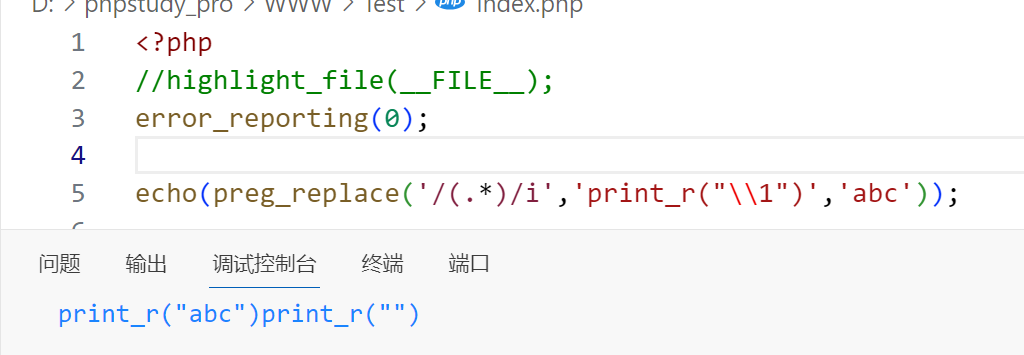 D: > phpstudy_pro > WWW > Test > php index.php
1 <?php
2 //highlight_file(__FILE__);
3 error_reporting(0);
4
5 echo(preg_replace('/(.*)/i','print_r("\\1")','abc'));
6
问题 输出 调试控制台 终端 端口
print_r("abc")print_r("")